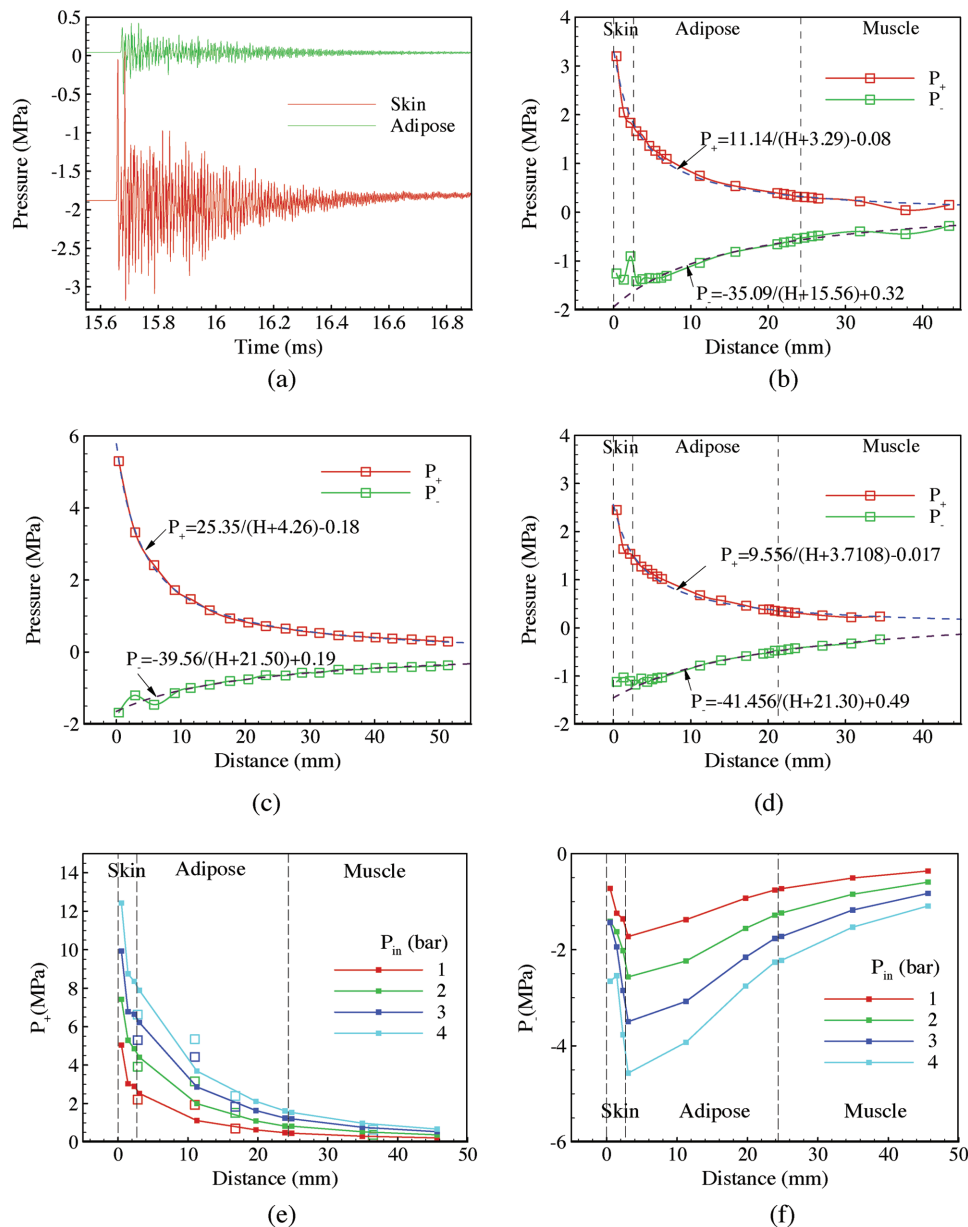 0.5
0
-0.5
-1
-1.5
-2
-2.5
-3
Pressure (MPa)
Skin
Adipose
15.6 15.8 16 16.2 16.4 16.6 16.8
Time (ms)
(a)
Skin Adipose Muscle
4
3
2
1
0
-1
-2
Pressure (MPa)
P+
P-
P+=11.14/(H+3.29)-0.08
P-=-35.09/(H+15.56)+0.32
0 10 20 30 40
Distance (mm)
(b)
6
4
2
0
-2
Pressure (MPa)
P+
P-
P+=25.35/(H+4.26)-0.18
P-=-39.56/(H+21.50)+0.19
0 10 20 30 40 50
Distance (mm)
(c)
Skin Adipose Muscle
4
3
2
1
0
-1
-2
Pressure (MPa)
P+
P-
P+=9.556/(H+3.7108)-0.017
P-=-41.456/(H+21.30)+0.49
0 10 20 30 40
Distance (mm)
(d)
Skin Adipose Muscle
14
12
10
8
6
4
2
0
P+(MPa)
Pin (bar)
1
2
3
4
0 10 20 30 40 50
Distance (mm)
(e)
0
-2
-4
-6
P-(MPa)
Pin (bar)
1
2
3
4
Skin Adipose Muscle
0 10 20 30 40 50
Distance (mm)
(f)